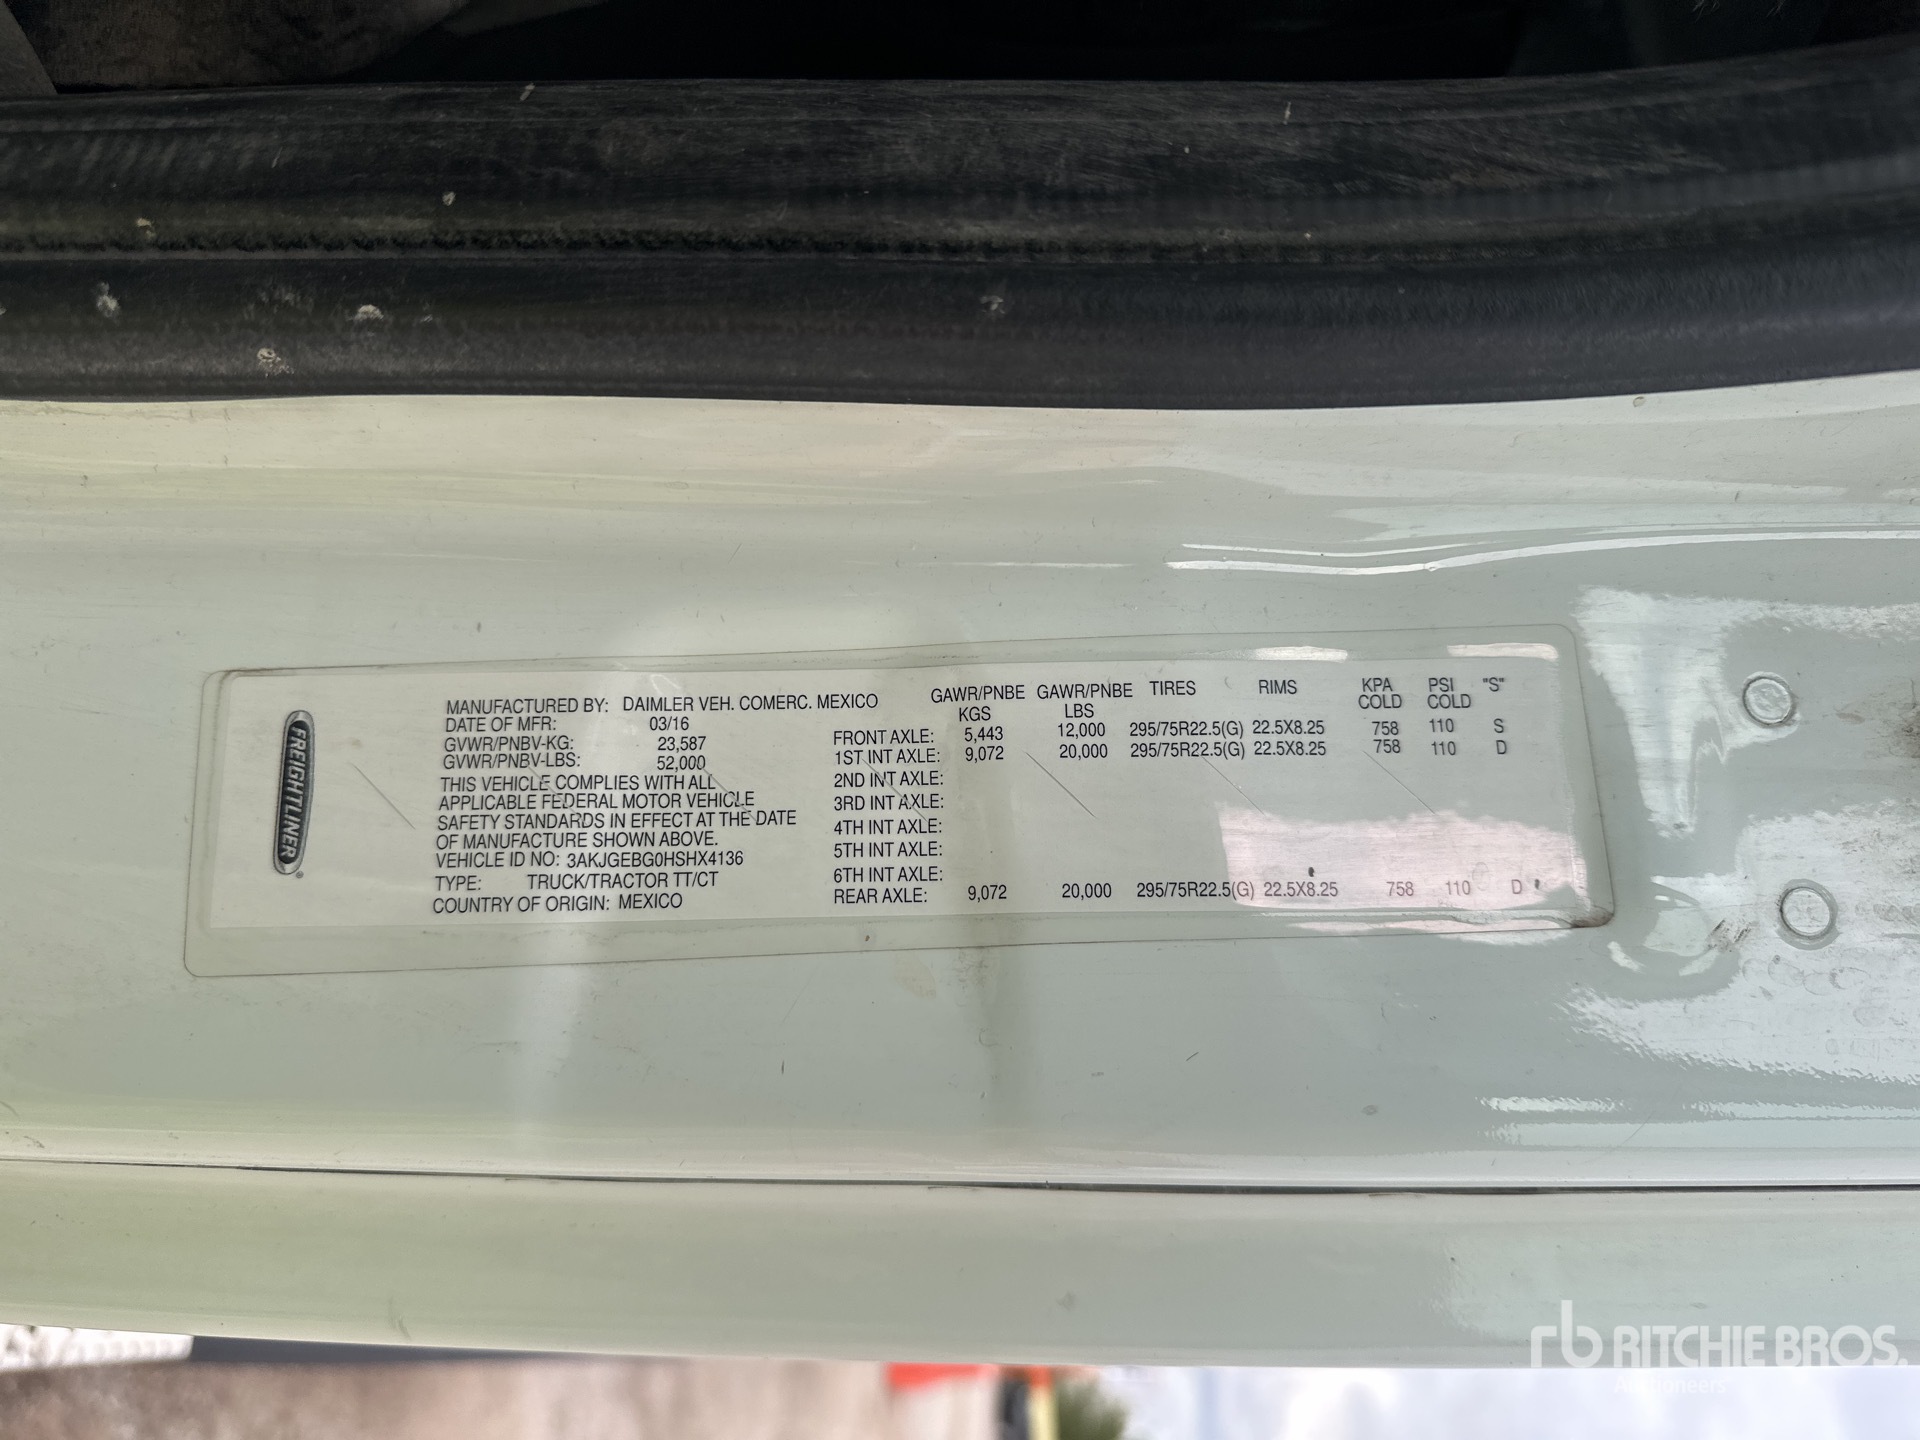 FREIGHTLINER®
MANUFACTURED BY: DAIMLER VEH. COMERC. MEXICO
DATE OF MFR: 03/16
GVWR/PNBV-KG: 23,587
GVWR/PNBV-LBS: 52,000
THIS VEHICLE COMPLIES WITH ALL
APPLICABLE FEDERAL MOTOR VEHICLE
SAFETY STANDARDS IN EFFECT AT THE DATE
OF MANUFACTURE SHOWN ABOVE.
VEHICLE ID NO: 3AKJGEBG0HSHX4136
TYPE: TRUCK/TRACTOR TT/CT
COUNTRY OF ORIGIN: MEXICO
GAWR/PNBE GAWR/PNBE TIRES RIMS KPA PSI "S"
KGS LBS COLD COLD
FRONT AXLE: 5,443 12,000 295/75R22.5(G) 22.5X8.25 758 110 S
1ST INT AXLE: 9,072 20,000 295/75R22.5(G) 22.5X8.25 758 110 D
2ND INT AXLE:
3RD INT AXLE:
4TH INT AXLE:
5TH INT AXLE:
6TH INT AXLE:
REAR AXLE: 9,072 20,000 295/75R22.5(G) 22.5X8.25 758 110 D
rb RITCHIE BROS.
Auctioneers